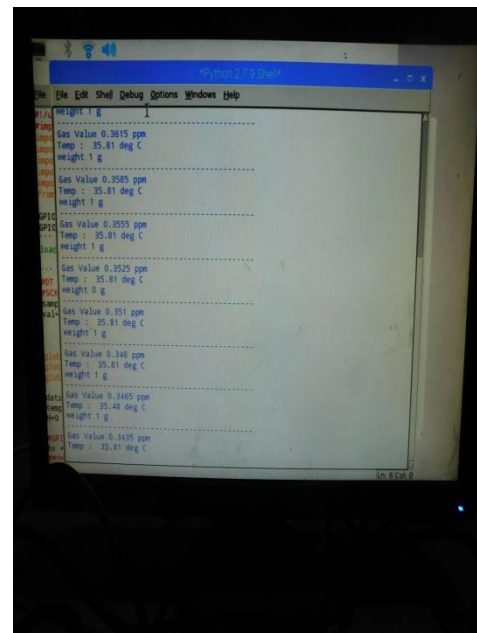 *Python 2.7.9 Shell*
File
File Edit Shell Debug Options Windows Help
weight 1 g
----------------------------------------
Gas Value 0.3615 ppm
Temp : 35.81 deg C
weight 1 g
----------------------------------------
Gas Value 0.3585 ppm
Temp : 35.81 deg C
weight 1 g
----------------------------------------
Gas Value 0.3555 ppm
Temp : 35.81 deg C
weight 1 g
----------------------------------------
Gas Value 0.3525 ppm
Temp : 35.81 deg C
weight 0 g
----------------------------------------
Gas Value 0.351 ppm
Temp : 35.81 deg C
weight 1 g
----------------------------------------
Gas Value 0.348 ppm
Temp : 35.81 deg C
weight 1 g
----------------------------------------
Gas Value 0.3465 ppm
Temp : 35.48 deg C
weight 1 g
----------------------------------------
Gas Value 0.3435 ppm
Temp : 35.81 deg C
Ln: 6 Col: 0